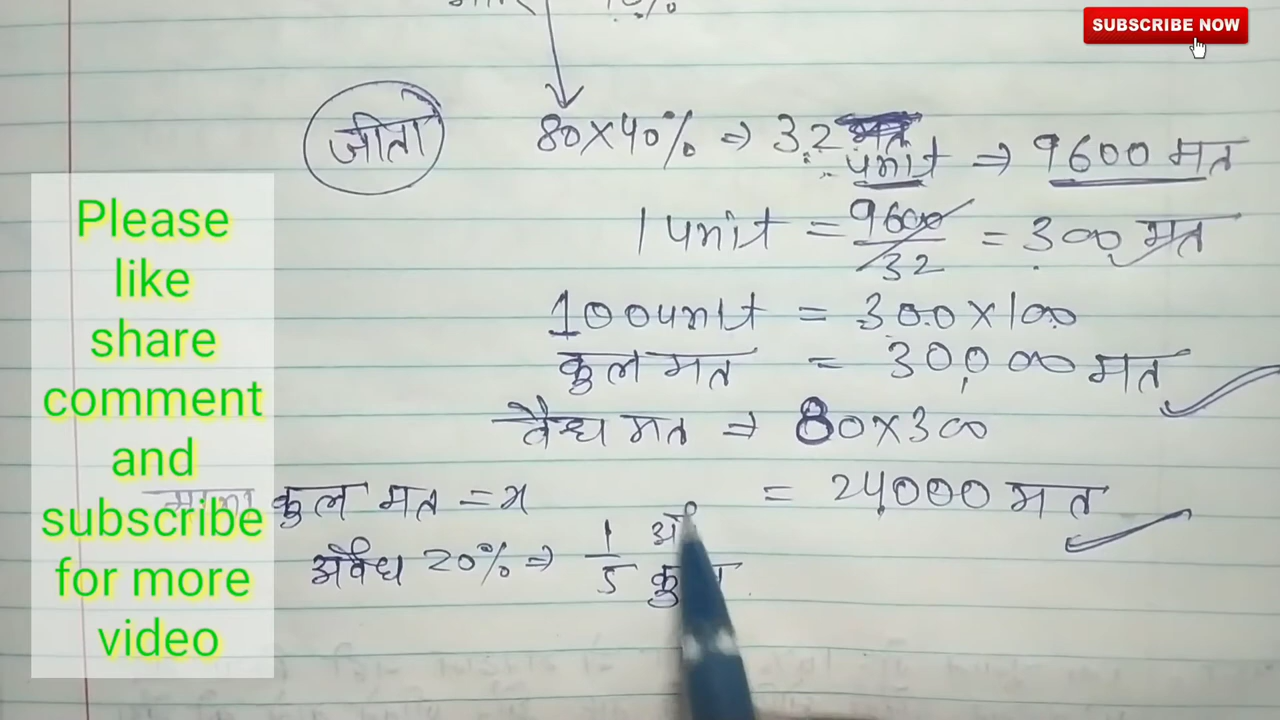 SUBSCRIBE NOW
जीता
80×40% ⇒ 32 unit ⇒ 9600 मत
1 unit = 9600/32 = 300 मत
100 unit = 300×100
कुल मत = 30,000 मत
वैध मत ⇒ 80×300
= 24,000 मत
कुल मत = x
अवैध 20% ⇒ 1/5
Please
like
share
comment
and
subscribe
for more
video